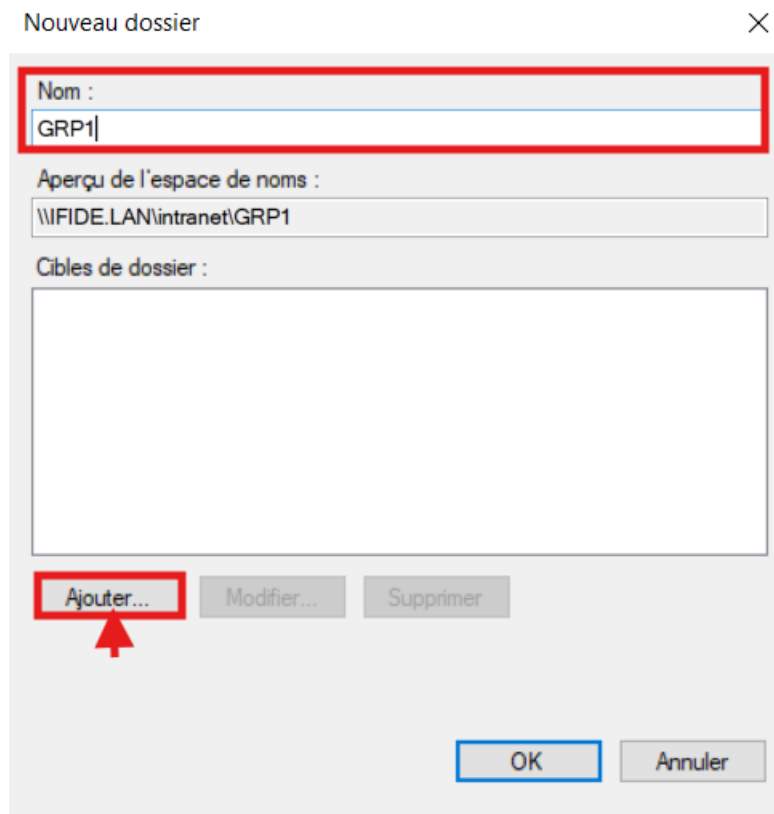 Nouveau dossier
Nom :
GRP1
Aperçu de l'espace de noms :
\\IFIDE.LAN\intranet\GRP1
Cibles de dossier :
Ajouter... Modifier... Supprimer
OK Annuler